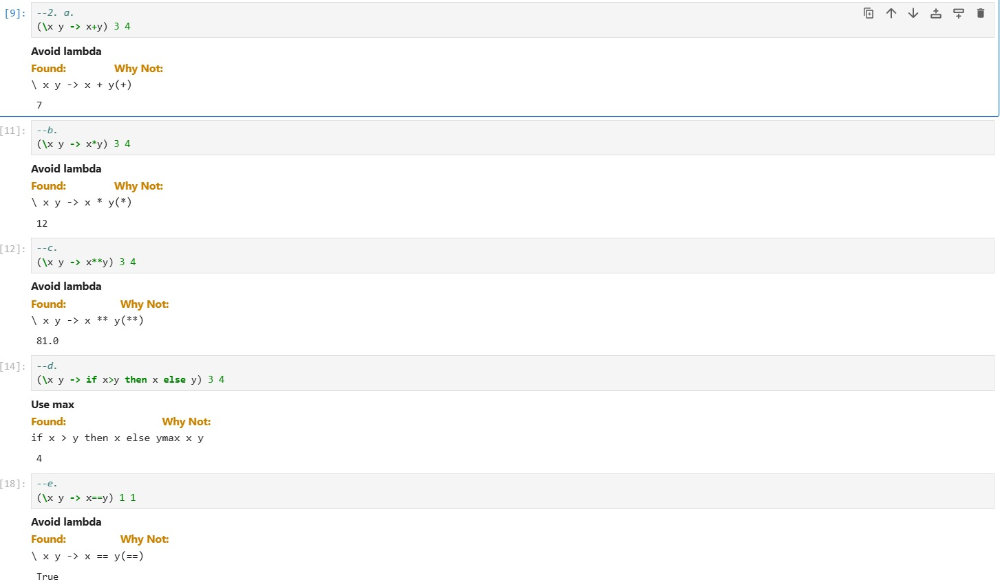 [9]:
--2. a.
(\x y -> x+y) 3 4
Avoid lambda
Found: Why Not:
\ x y -> x + y(+)
7
[11]:
--b.
(\x y -> x*y) 3 4
Avoid lambda
Found: Why Not:
\ x y -> x * y(*)
12
[12]:
--c.
(\x y -> x**y) 3 4
Avoid lambda
Found: Why Not:
\ x y -> x ** y(**)
81.0
[14]:
--d.
(\x y -> if x>y then x else y) 3 4
Use max
Found: Why Not:
if x > y then x else ymax x y
4
[18]:
--e.
(\x y -> x==y) 1 1
Avoid lambda
Found: Why Not:
\ x y -> x == y(==)
True